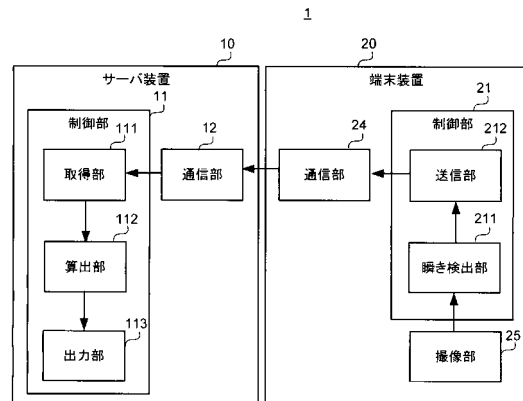 1
10
サーバ装置
11
制御部
111
取得部
112
算出部
113
出力部
12
通信部
20
端末装置
24
通信部
21
制御部
212
送信部
211
瞬き検出部
撮像部
25